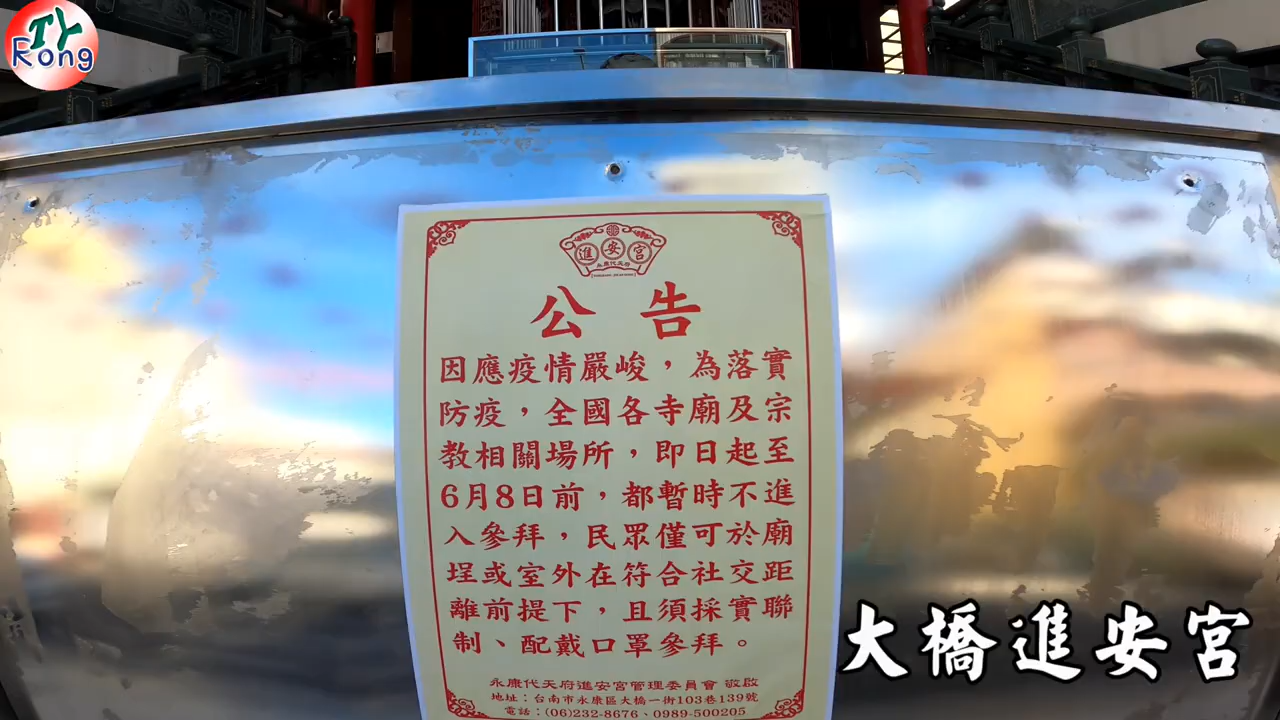 TY
Rong
進安宮
永康代天府
公告
因應疫情嚴峻，為落實
防疫，全國各寺廟及宗
教相關場所，即日起至
6月8日前，都暫時不進
入參拜，民眾僅可於廟
埕或室外在符合社交距
離前提下，且須採實聯
制、配戴口罩參拜。
永康代天府進安宮管理委員會 敬啟
地址：台南市永康區大橋一街103巷139號
電話：(06)232-8676、0989-500205
大橋進安宮